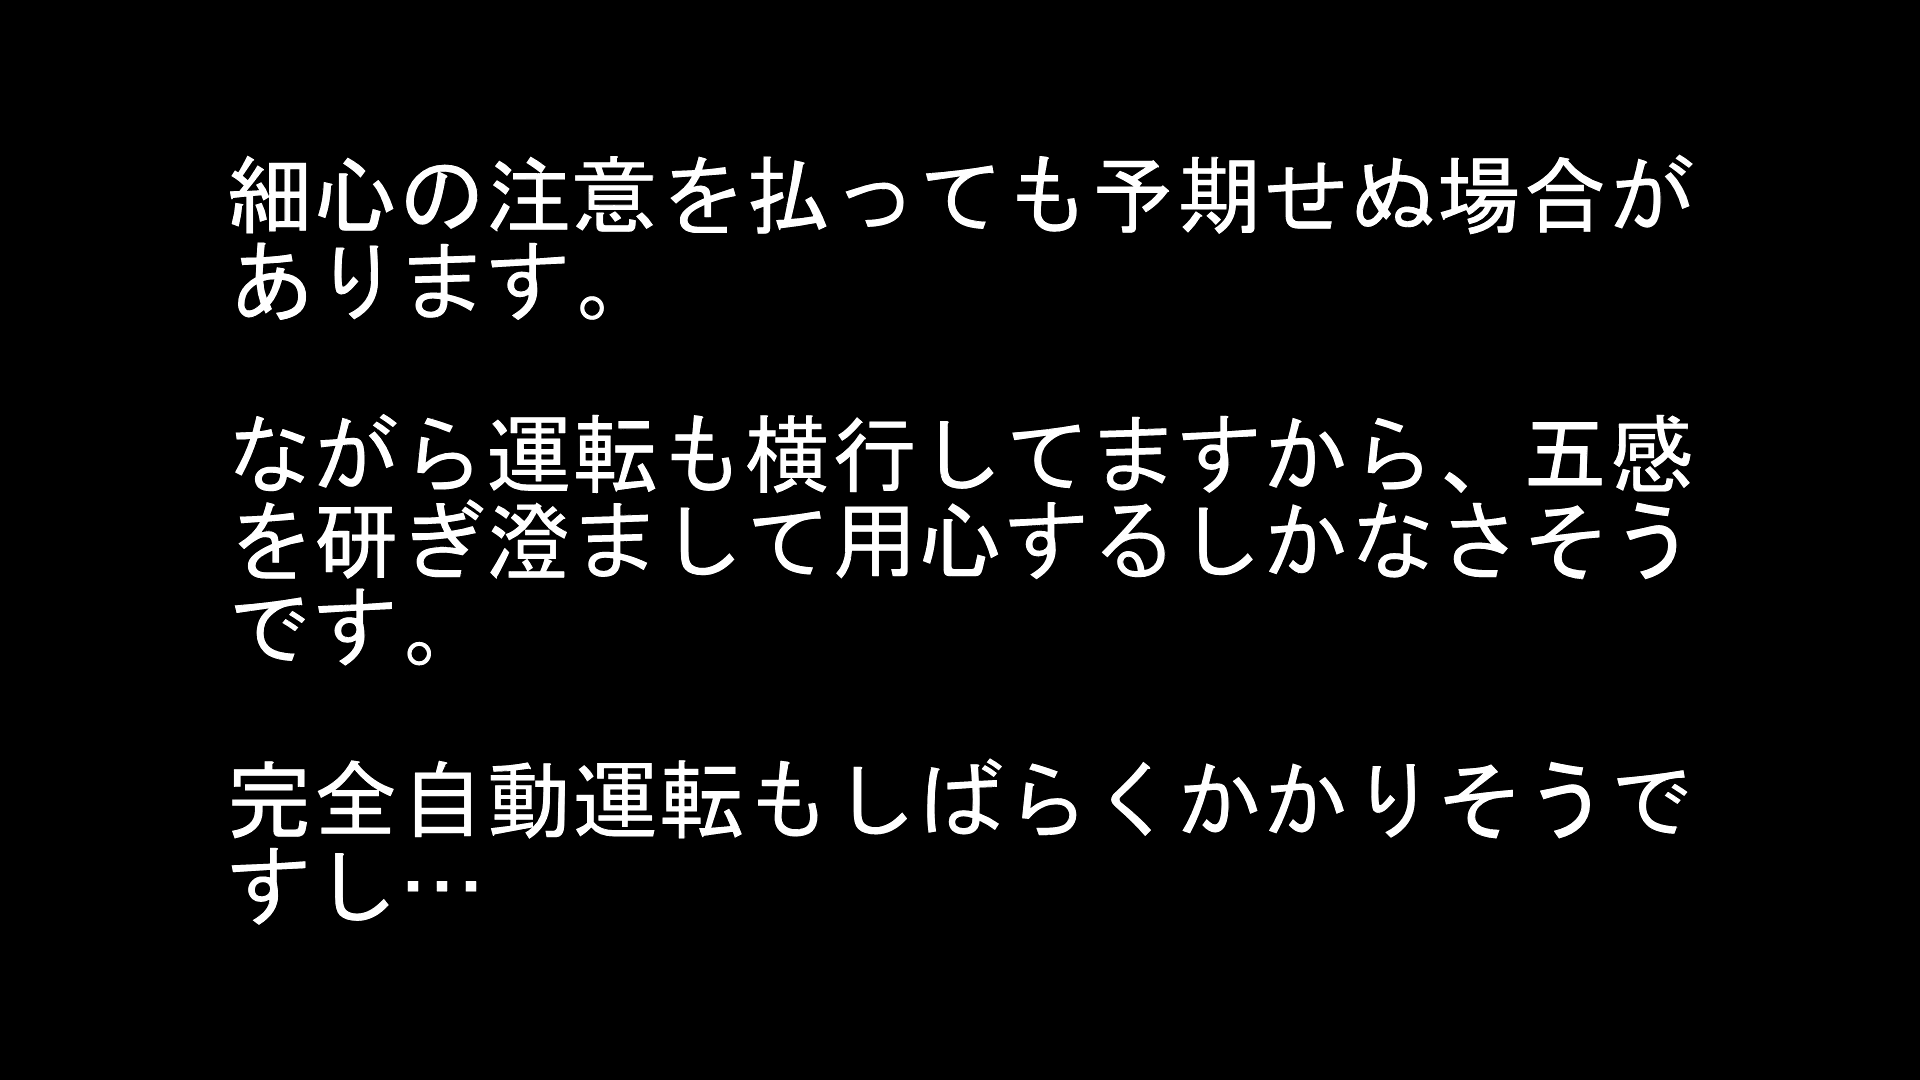 細心の注意を払っても予期せぬ場合が
あります。
ながら運転も横行してますから、五感
を研ぎ澄まして用心するしかなさそう
です。
完全自動運転もしばらくかかりそうで
すし…